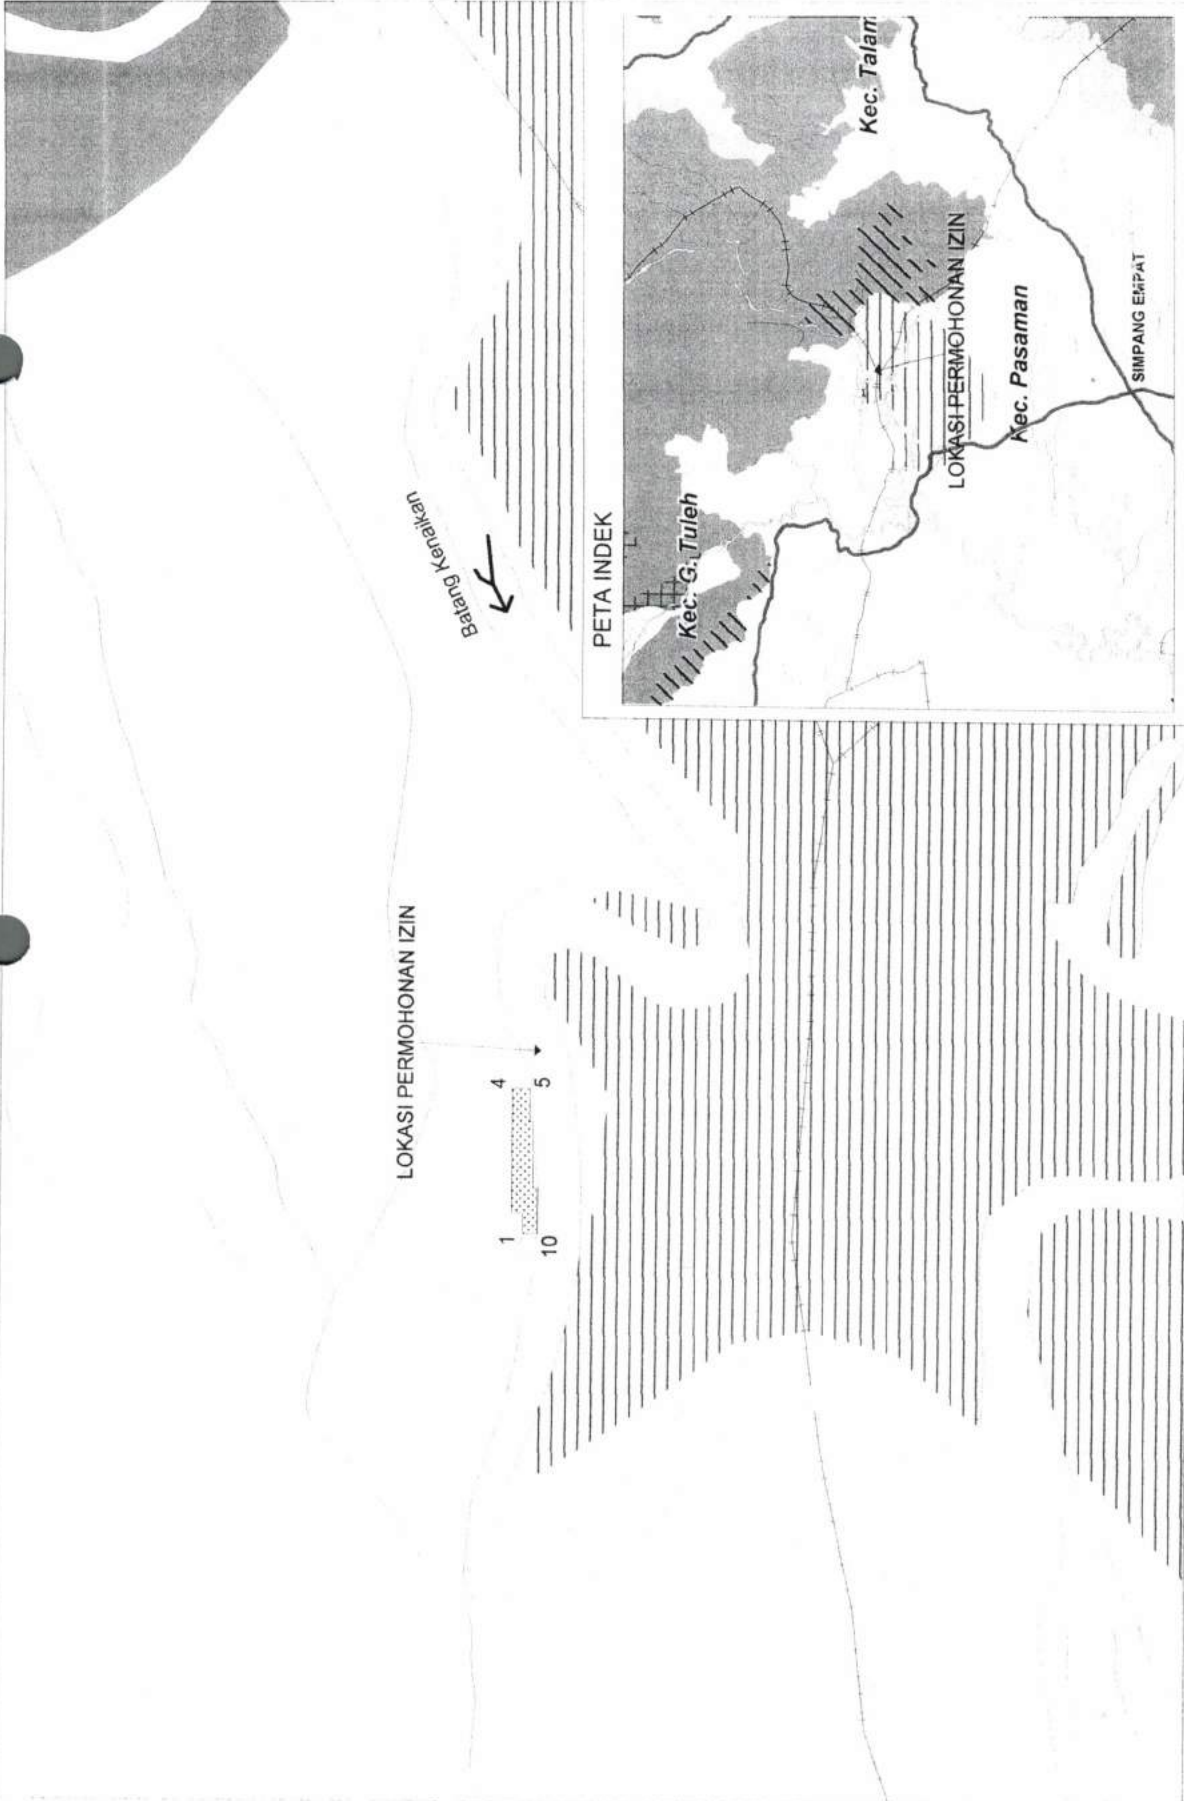 Batang Kenaikan
LOKASI PERMOHONAN IZIN
1
4
10
5
PETA INDEK
Kec. G. Tuleh
Kec. Talam
LOKASI PERMOHONAN IZIN
Kec. Pasaman
SIMPANG EMPAT